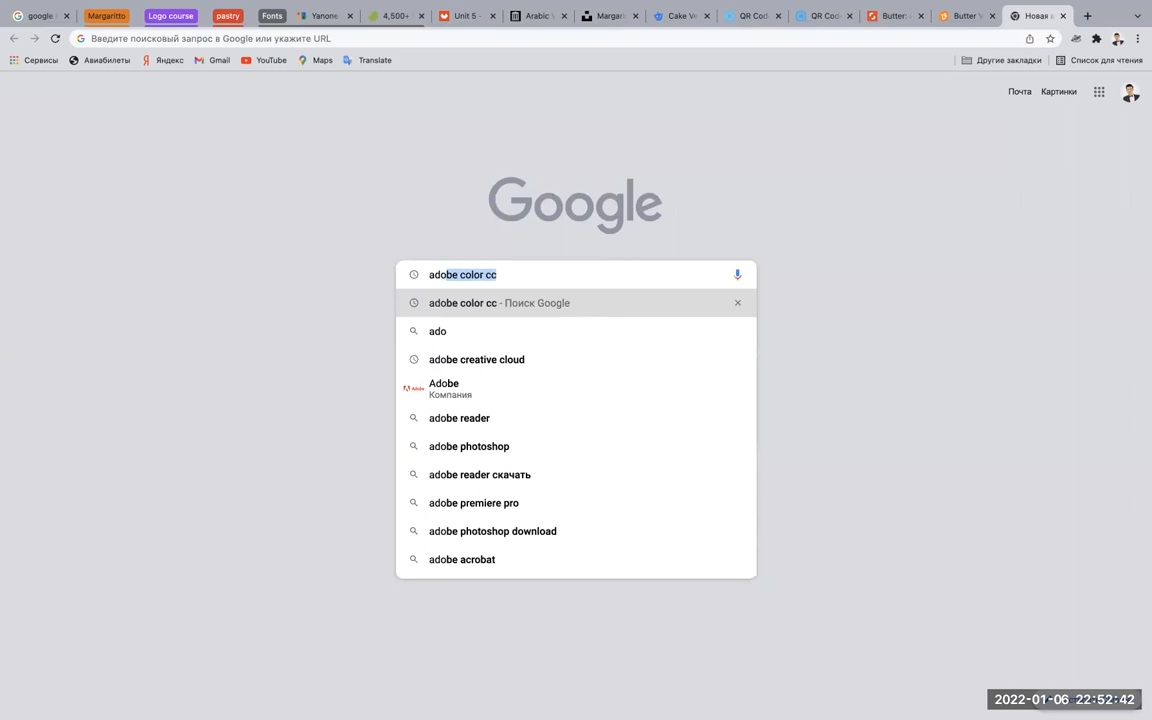 google
Margaritto
Logo course
pastry
Fonts
Yanone
4,500+
Unit 5 -
Arabic
Margari
Cake Ve
QR Cod
QR Cod
Butter
Butter
Новая в
Введите поисковый запрос в Google или укажите URL
Сервисы
Авиабилеты
Яндекс
Gmail
YouTube
Maps
Translate
Другие закладки
Список для чтения
Почта
Картинки
Google
adobe color cc
adobe color cc - Поиск Google
ado
adobe creative cloud
Adobe
Adobe
Компания
adobe reader
adobe photoshop
adobe reader скачать
adobe premiere pro
adobe photoshop download
adobe acrobat
2022-01-06 22:52:42